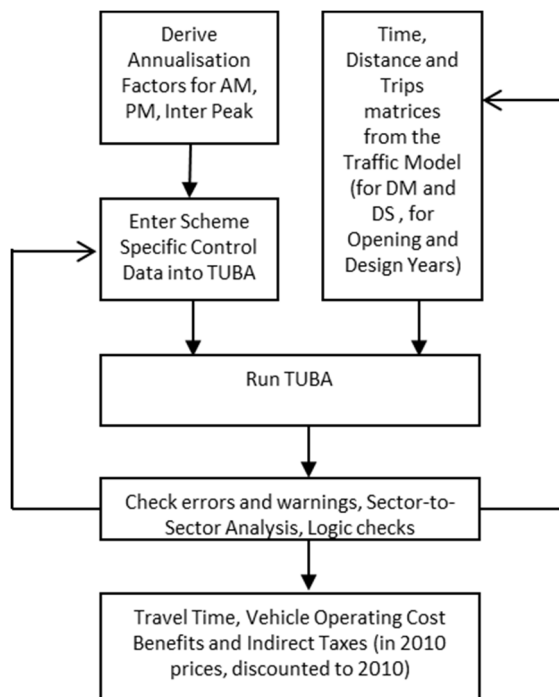 Derive
Annualisation
Factors for AM,
PM, Inter Peak
Time,
Distance and
Trips
matrices
from the
Traffic Model
(for DM and
DS , for
Opening and
Design Years)
Enter Scheme
Specific Control
Data into TUBA
Run TUBA
Check errors and warnings, Sector-to-
Sector Analysis, Logic checks
Travel Time, Vehicle Operating Cost
Benefits and Indirect Taxes (in 2010
prices, discounted to 2010)